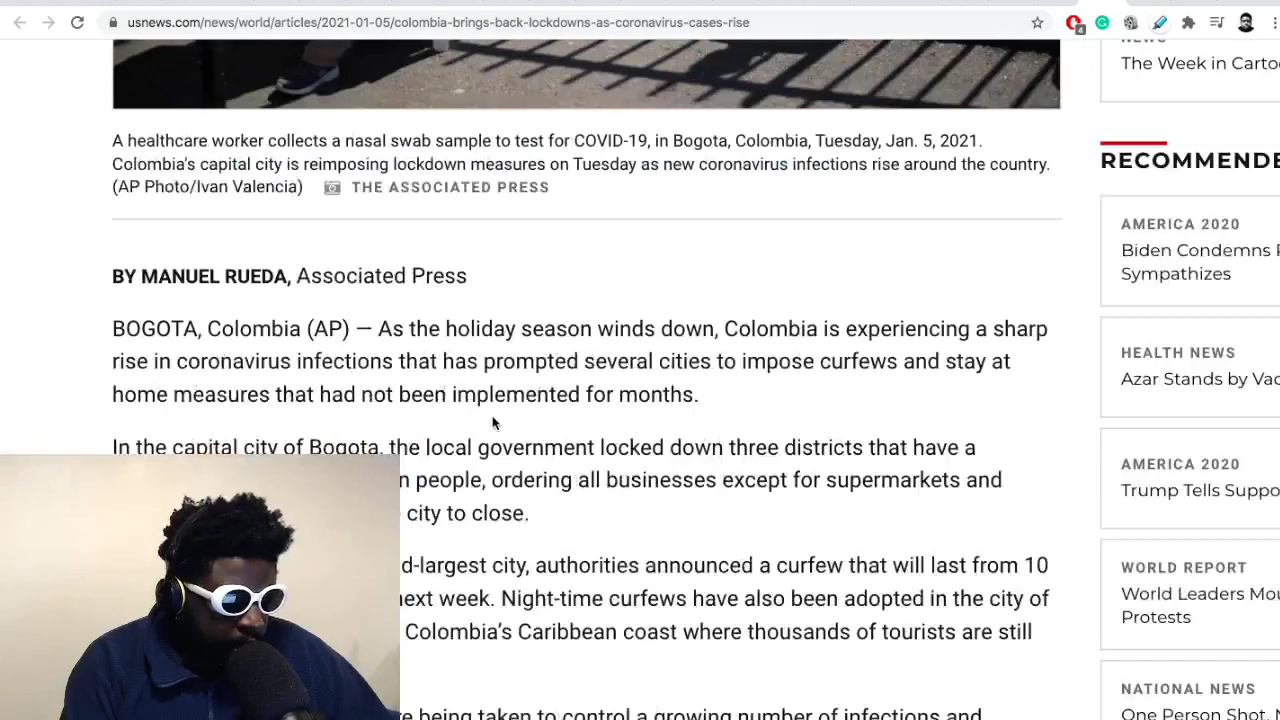 usnews.com/news/world/articles/2021-01-05/colombia-brings-back-lockdowns-as-coronavirus-cases-rise
4
A healthcare worker collects a nasal swab sample to test for COVID-19, in Bogota, Colombia, Tuesday, Jan. 5, 2021.
Colombia's capital city is reimposing lockdown measures on Tuesday as new coronavirus infections rise around the country.
(AP Photo/Ivan Valencia) THE ASSOCIATED PRESS
BY MANUEL RUEDA, Associated Press
BOGOTA, Colombia (AP) — As the holiday season winds down, Colombia is experiencing a sharp
rise in coronavirus infections that has prompted several cities to impose curfews and stay at
home measures that had not been implemented for months.
In the capital city of Bogota, the local government locked down three districts that have a
n people, ordering all businesses except for supermarkets and
city to close.
d-largest city, authorities announced a curfew that will last from 10
next week. Night-time curfews have also been adopted in the city of
Colombia’s Caribbean coast where thousands of tourists are still
re being taken to control a growing number of infections and
NEWS
The Week in Cartoo
RECOMMENDE
AMERICA 2020
Biden Condemns
Sympathizes
HEALTH NEWS
Azar Stands by Vac
AMERICA 2020
Trump Tells Suppo
WORLD REPORT
World Leaders Mou
Protests
NATIONAL NEWS
One Person Shot,